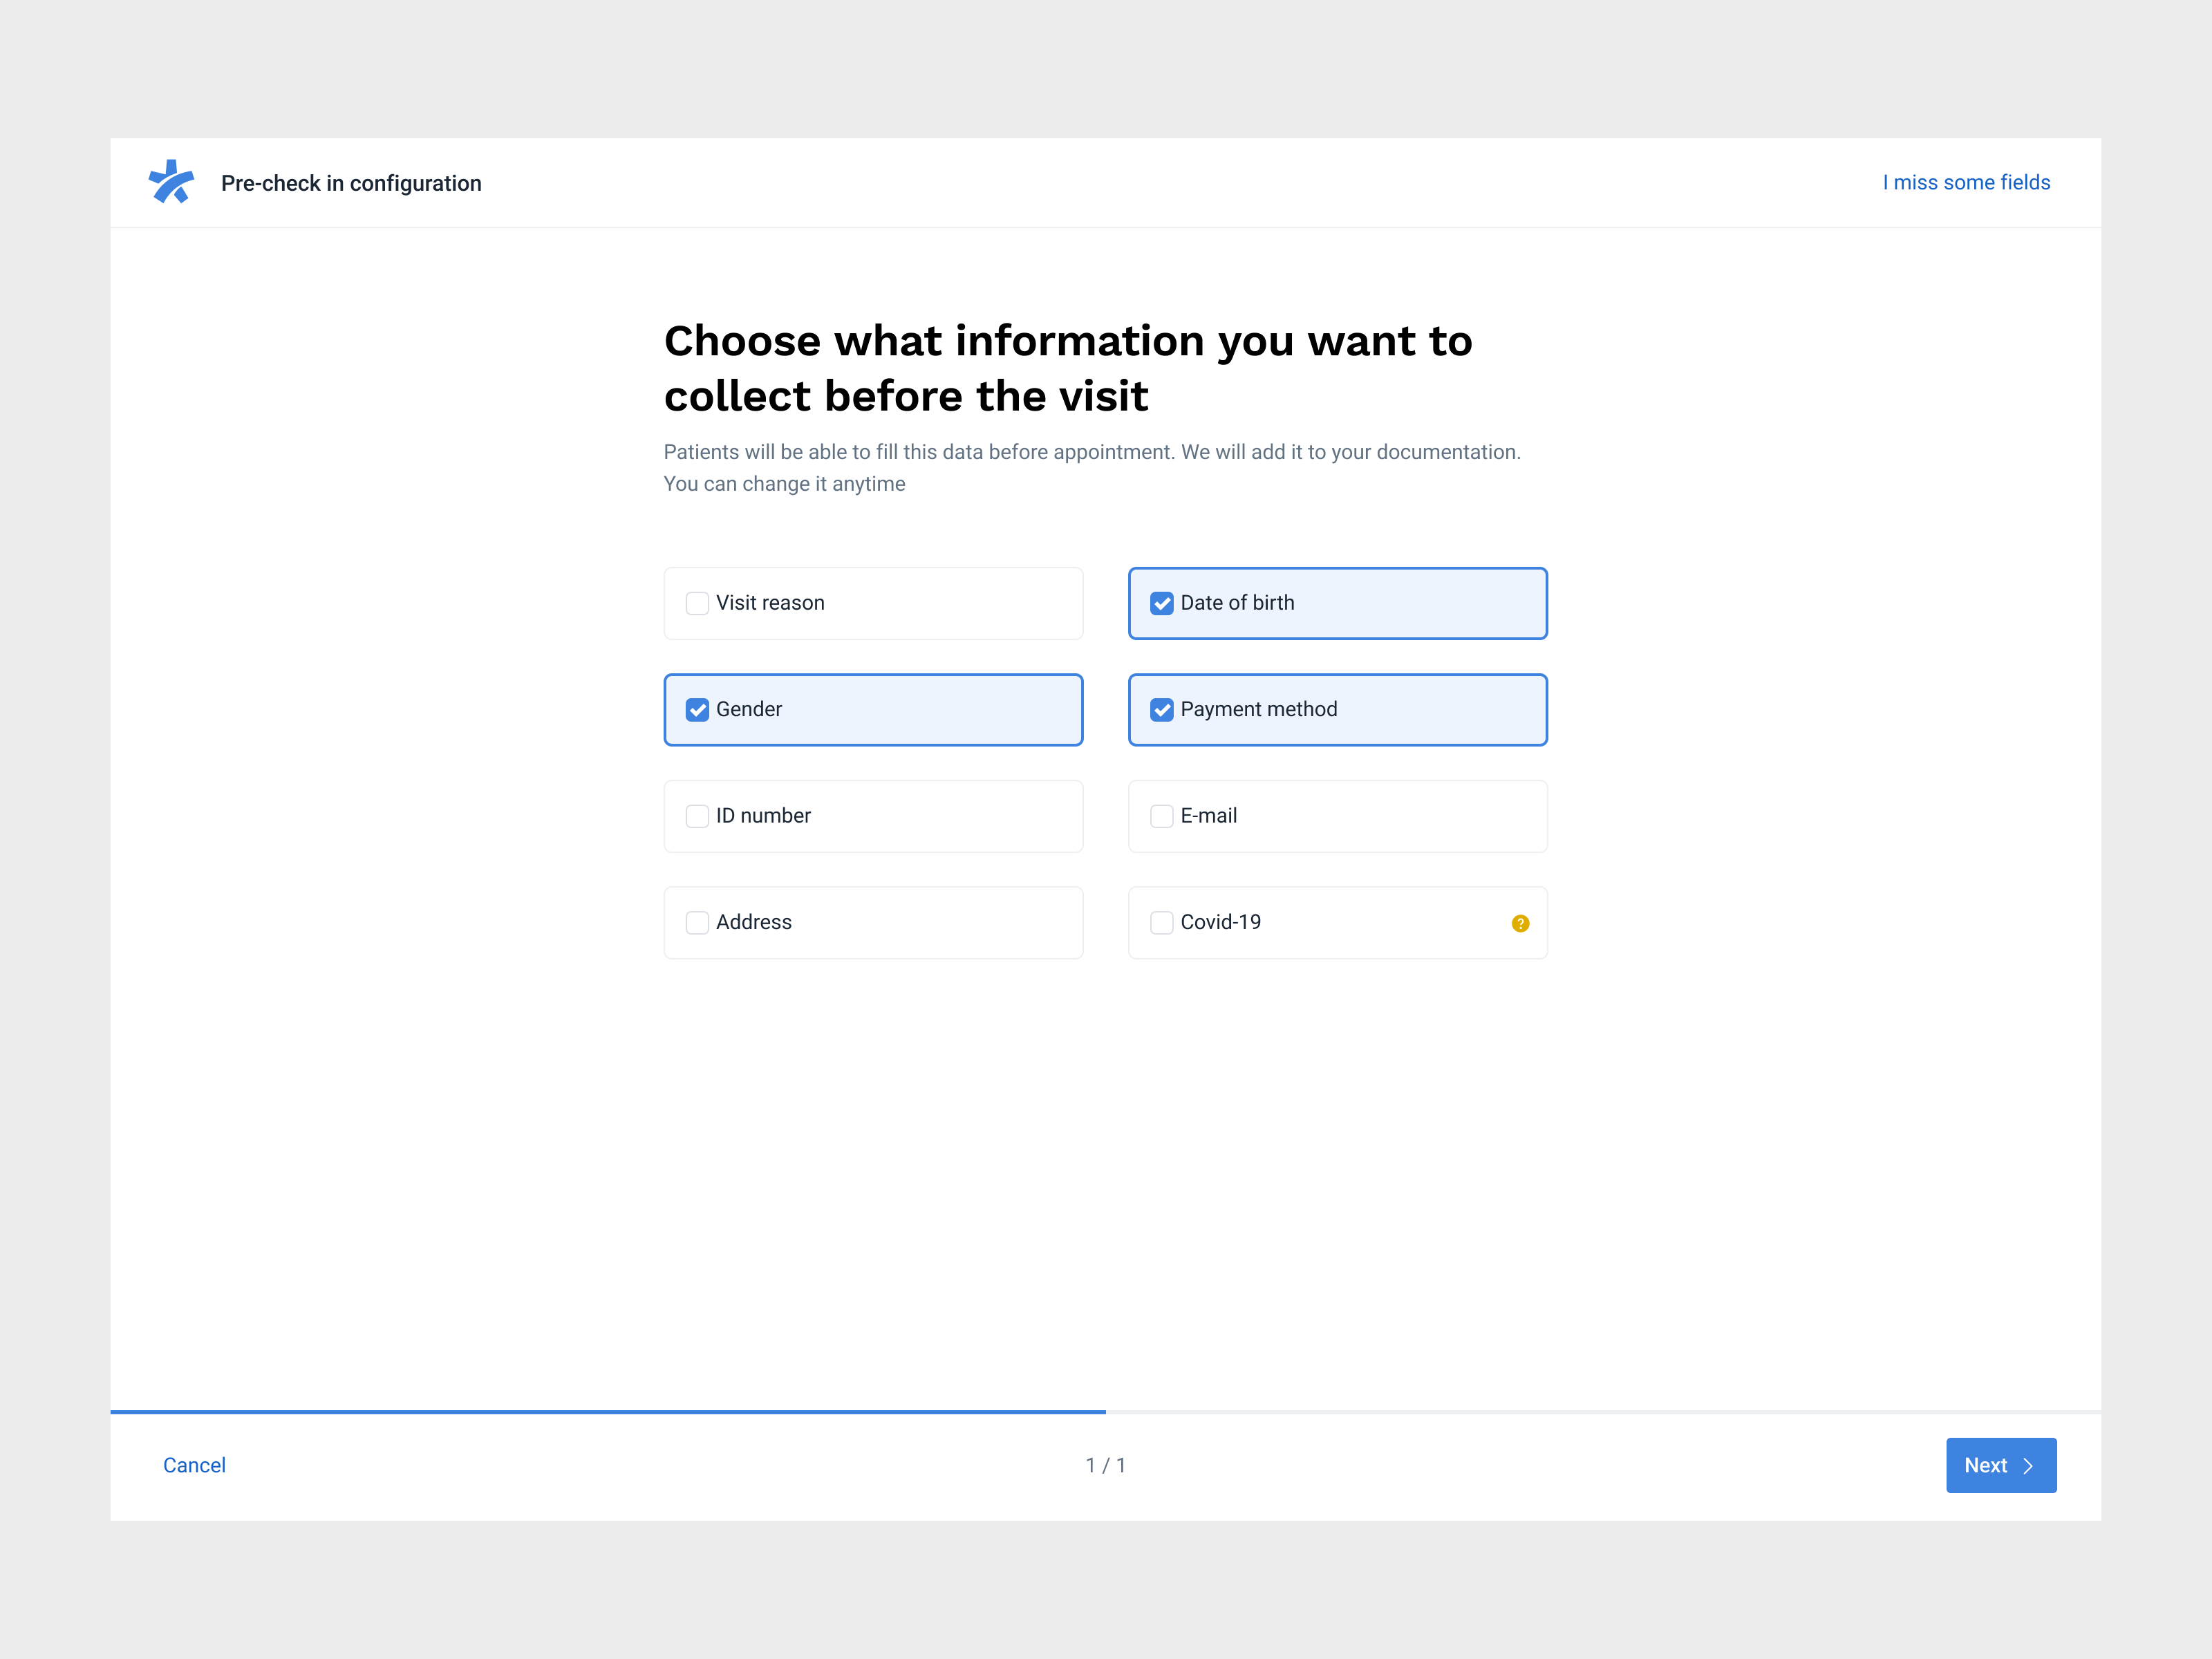 Pre-check in configuration
I miss some fields
Choose what information you want to
collect before the visit
Patients will be able to fill this data before appointment. We will add it to your documentation.
You can change it anytime
Visit reason
Date of birth
Gender
Payment method
ID number
E-mail
Address
Covid-19
?
Cancel
1 / 1
Next